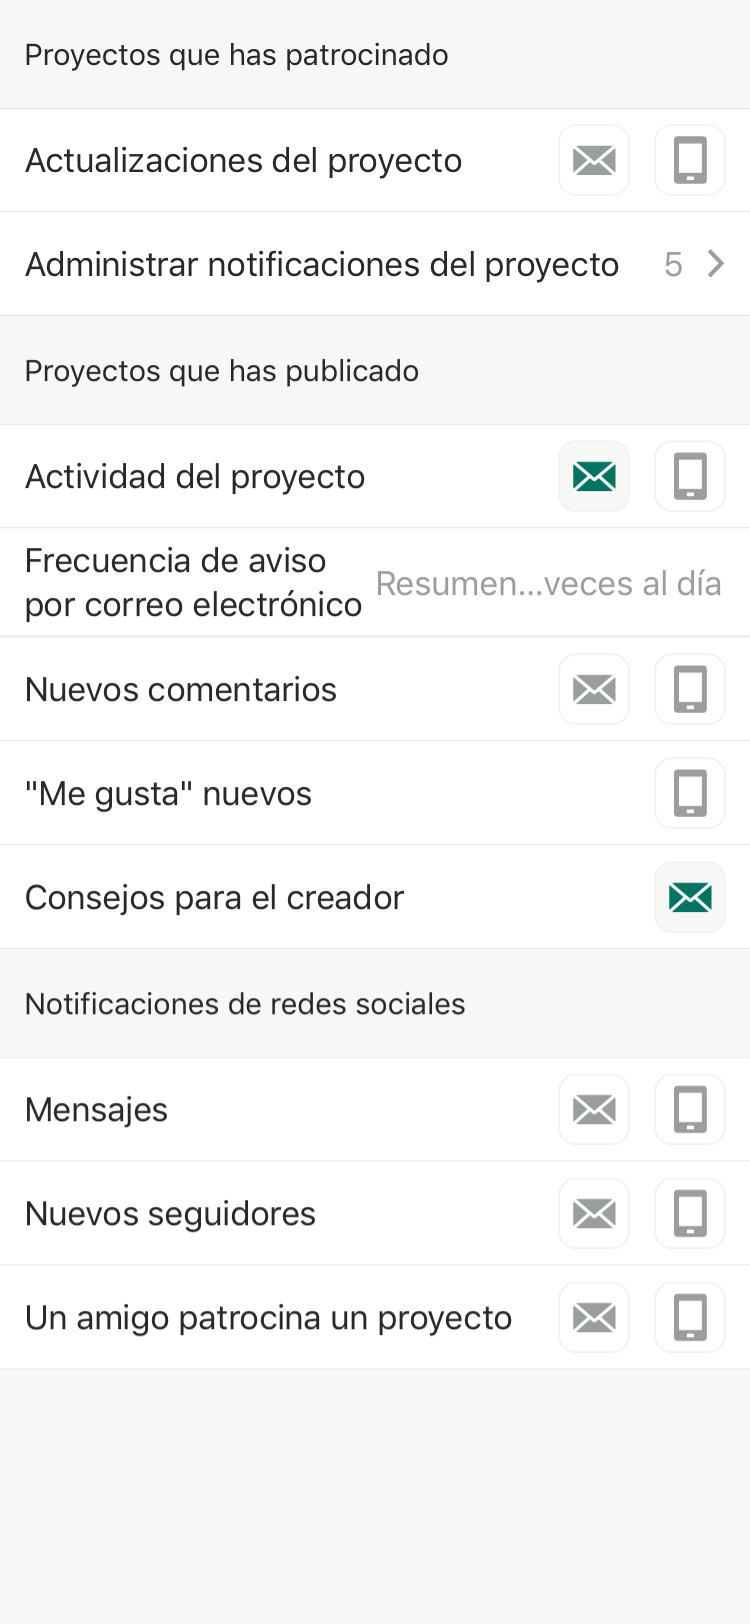 Proyectos que has patrocinado
Actualizaciones del proyecto
Administrar notificaciones del proyecto 5
Proyectos que has publicado
Actividad del proyecto
Frecuencia de aviso
por correo electrónico
Resumen...veces al día
Nuevos comentarios
"Me gusta" nuevos
Consejos para el creador
Notificaciones de redes sociales
Mensajes
Nuevos seguidores
Un amigo patrocina un proyecto